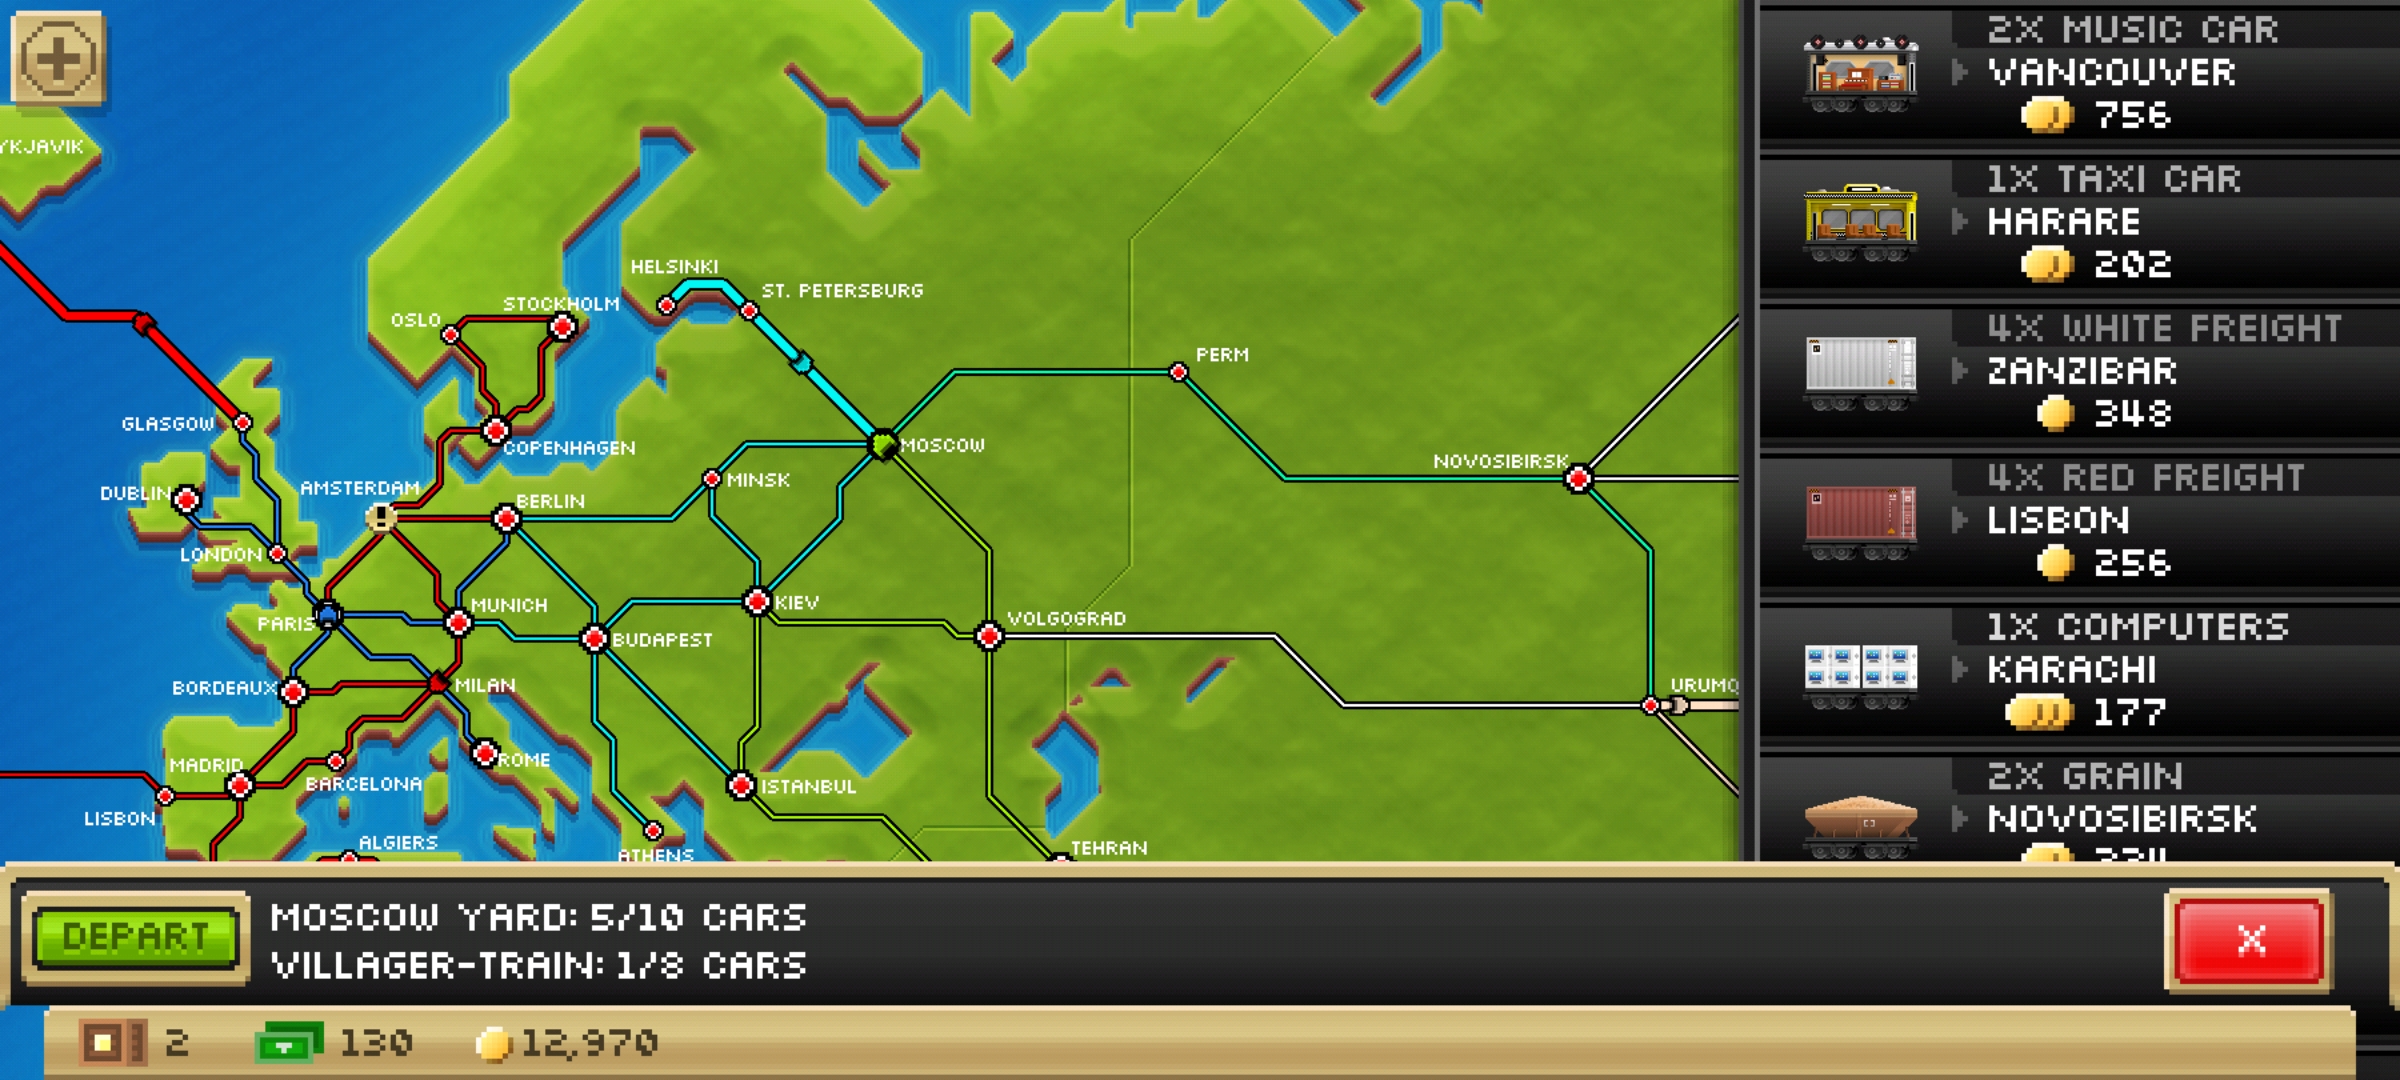 YKJAVIK
HELSINKI
ST. PETERSBURG
STOCKHOLM
OSLO
PERM
GLASGOW
COPENHAGEN
MOSCOW
NOVOSIBIRSK
MINSK
DUBLIN
AMSTERDAM
BERLIN
LONDON
MUNICH
KIEV
PARIS
VOLGOGRAD
BUDAPEST
BORDEAUX
MILAN
URUMQ
MADRID
ROME
BARCELONA
ISTANBUL
LISBON
ALGIERS
ATHENS
TEHRAN
2X MUSIC CAR
VANCOUVER
756
1X TAXI CAR
HARARE
202
4X WHITE FREIGHT
ZANZIBAR
348
4X RED FREIGHT
LISBON
256
1X COMPUTERS
KARACHI
177
2X GRAIN
NOVOSIBIRSK
DEPART
MOSCOW YARD: 5/10 CARS
VILLAGER-TRAIN: 1/8 CARS
X
2 130 12,970